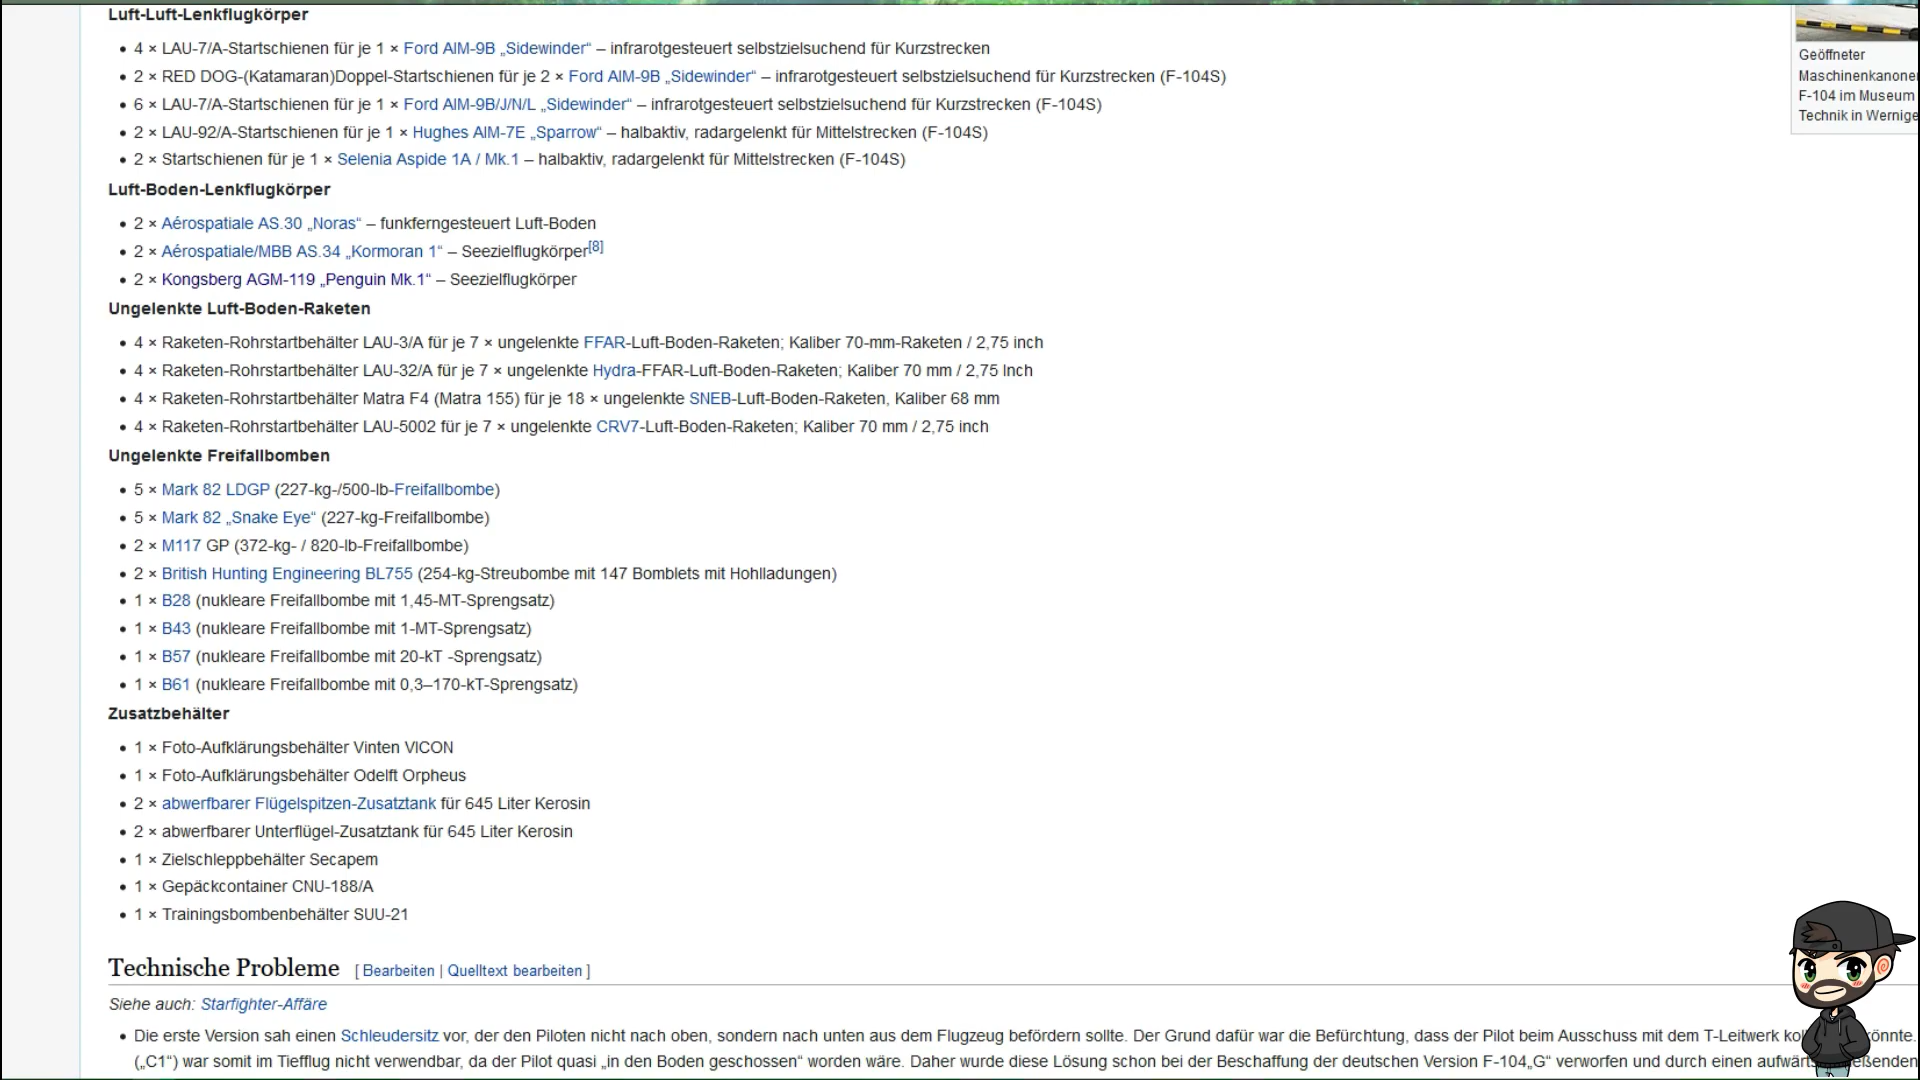 Luft-Luft-Lenkflugkörper
4 × LAU-7/A-Startschienen für je 1 × Ford AIM-9B „Sidewinder“ – infrarotgesteuert selbstzielsuchend für Kurzstrecken
2 × RED DOG-(Katamaran)Doppel-Startschienen für je 2 × Ford AIM-9B „Sidewinder“ – infrarotgesteuert selbstzielsuchend für Kurzstrecken (F-104S)
6 × LAU-7/A-Startschienen für je 1 × Ford AIM-9B/J/N/L „Sidewinder“ – infrarotgesteuert selbstzielsuchend für Kurzstrecken (F-104S)
2 × LAU-92/A-Startschienen für je 1 × Hughes AIM-7E „Sparrow“ – halbaktiv, radargelenkt für Mittelstrecken (F-104S)
2 × Startschienen für je 1 × Selenia Aspide 1A / Mk.1 – halbaktiv, radargelenkt für Mittelstrecken (F-104S)
Geöffneter
Maschinenkanonen
F-104 im Museum
Technik in Wernige
Luft-Boden-Lenkflugkörper
2 × Aérospatiale AS.30 „Noras“ – funkferngesteuert Luft-Boden
2 × Aérospatiale/MBB AS.34 „Kormoran 1“ – Seezielflugkörper[8]
2 × Kongsberg AGM-119 „Penguin Mk.1“ – Seezielflugkörper
Ungelenkte Luft-Boden-Raketen
4 × Raketen-Rohrstartbehälter LAU-3/A für je 7 × ungelenkte FFAR-Luft-Boden-Raketen; Kaliber 70-mm-Raketen / 2,75 inch
4 × Raketen-Rohrstartbehälter LAU-32/A für je 7 × ungelenkte Hydra-FFAR-Luft-Boden-Raketen; Kaliber 70 mm / 2,75 Inch
4 × Raketen-Rohrstartbehälter Matra F4 (Matra 155) für je 18 × ungelenkte SNEB-Luft-Boden-Raketen, Kaliber 68 mm
4 × Raketen-Rohrstartbehälter LAU-5002 für je 7 × ungelenkte CRV7-Luft-Boden-Raketen; Kaliber 70 mm / 2,75 inch
Ungelenkte Freifallbomben
5 × Mark 82 LDGP (227-kg-/500-lb-Freifallbombe)
5 × Mark 82 „Snake Eye“ (227-kg-Freifallbombe)
2 × M117 GP (372-kg- / 820-lb-Freifallbombe)
2 × British Hunting Engineering BL755 (254-kg-Streubombe mit 147 Bomblets mit Hohlladungen)
1 × B28 (nukleare Freifallbombe mit 1,45-MT-Sprengsatz)
1 × B43 (nukleare Freifallbombe mit 1-MT-Sprengsatz)
1 × B57 (nukleare Freifallbombe mit 20-kT -Sprengsatz)
1 × B61 (nukleare Freifallbombe mit 0,3–170-kT-Sprengsatz)
Zusatzbehälter
1 × Foto-Aufklärungsbehälter Vinten VICON
1 × Foto-Aufklärungsbehälter Odelft Orpheus
2 × abwerfbarer Flügelspitzen-Zusatztank für 645 Liter Kerosin
2 × abwerfbarer Unterflügel-Zusatztank für 645 Liter Kerosin
1 × Zielschleppbehälter Secapem
1 × Gepäckcontainer CNU-188/A
1 × Trainingsbombenbehälter SUU-21
Technische Probleme [ Bearbeiten | Quelltext bearbeiten ]
Siehe auch: Starfighter-Affäre
Die erste Version sah einen Schleudersitz vor, der den Piloten nicht nach oben, sondern nach unten aus dem Flugzeug befördern sollte. Der Grund dafür war die Befürchtung, dass der Pilot beim Ausschuss mit dem T-Leitwerk
(„C1“) war somit im Tiefflug nicht verwendbar, da der Pilot quasi „in den Boden geschossen“ worden wäre. Daher wurde diese Lösung schon bei der Beschaffung der deutschen Version F-104„G“ verworfen und durch einen